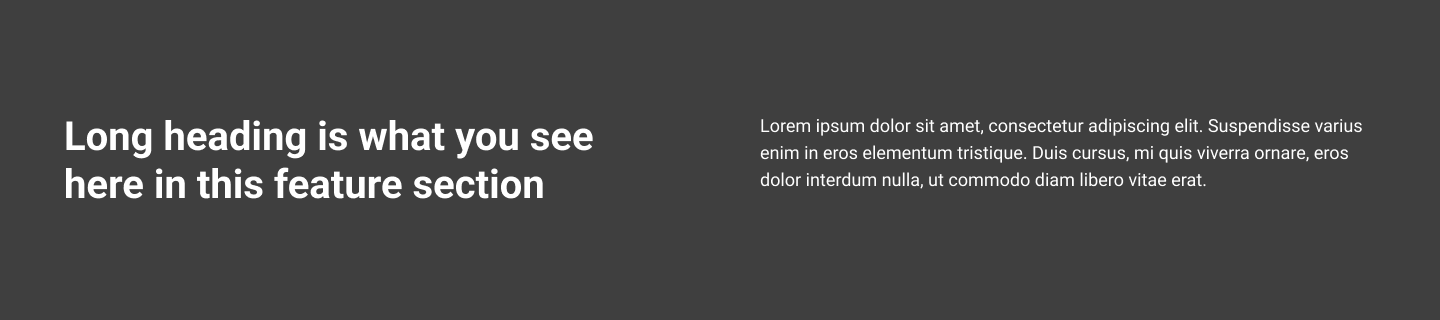 Long heading is what you see
here in this feature section
Lorem ipsum dolor sit amet, consectetur adipiscing elit. Suspendisse varius
enim in eros elementum tristique. Duis cursus, mi quis viverra ornare, eros
dolor interdum nulla, ut commodo diam libero vitae erat.